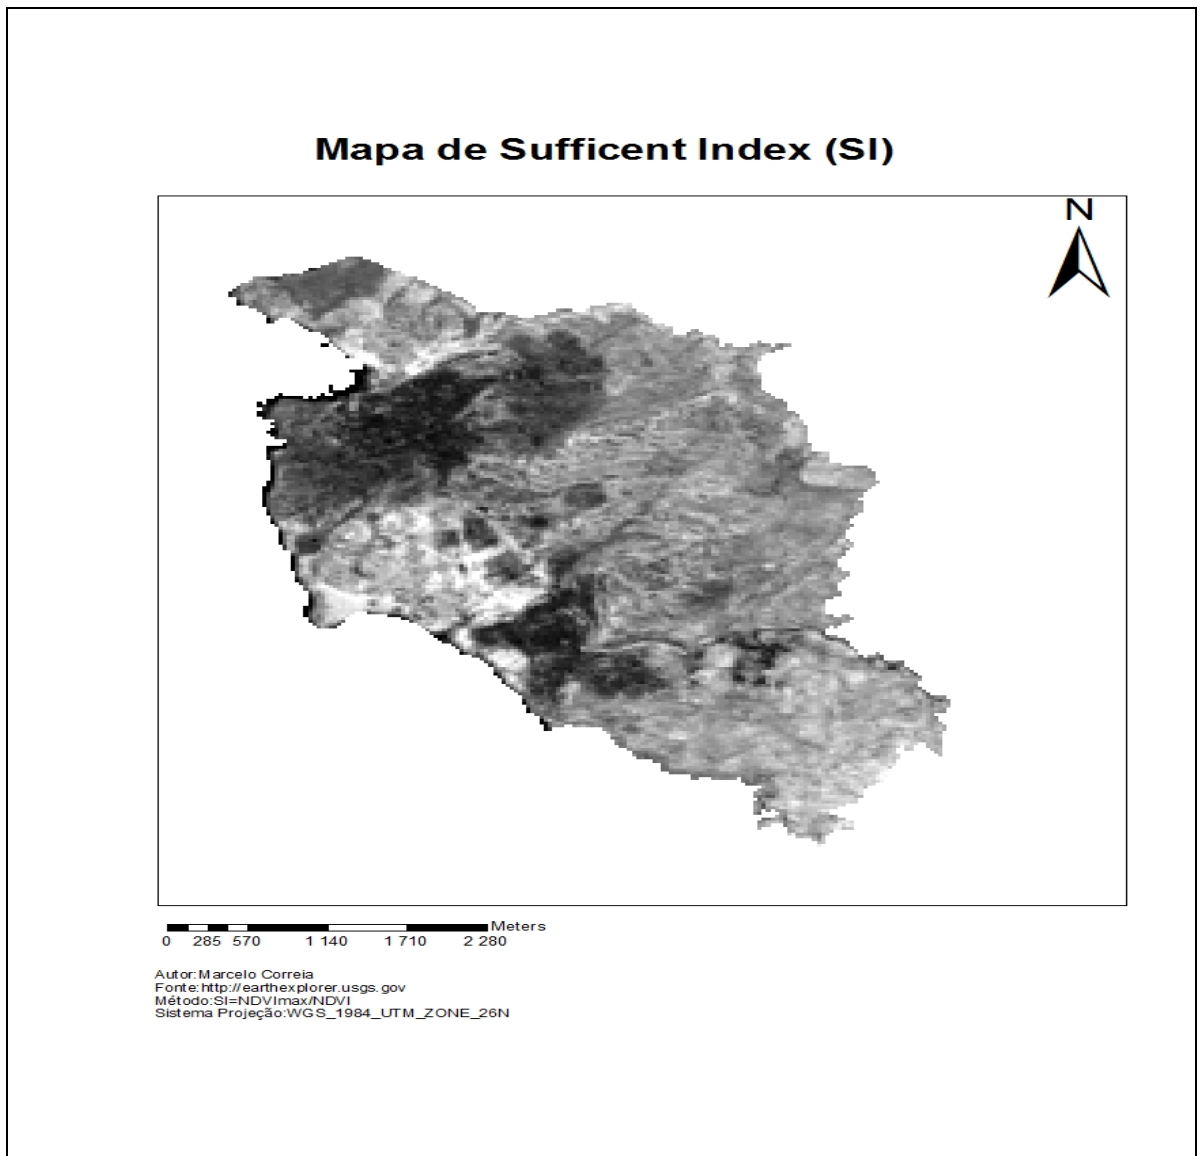 Mapa de Sufficent Index (SI)
N
Meters
0 285 570 1 140 1 710 2 280
Autor:Marcelo Correia
Fonte:http://earthexplorer.usgs.gov
Método:SI=NDVImax/NDVI
Sistema Projeção:WGS_1984_UTM_ZONE_26N